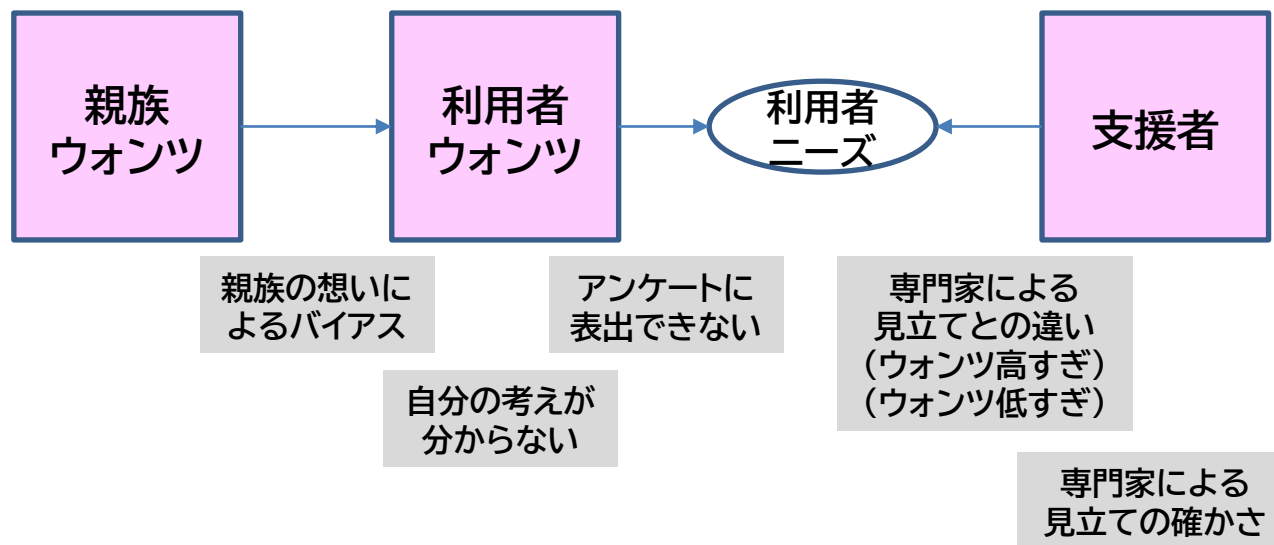 親族
ウォンツ
利用者
ウォンツ
利用者
ニーズ
支援者
親族の想いに
よるバイアス
アンケートに
表出できない
専門家による
見立てとの違い
（ウォンツ高すぎ）
（ウォンツ低すぎ）
自分の考えが
分からない
専門家による
見立ての確かさ